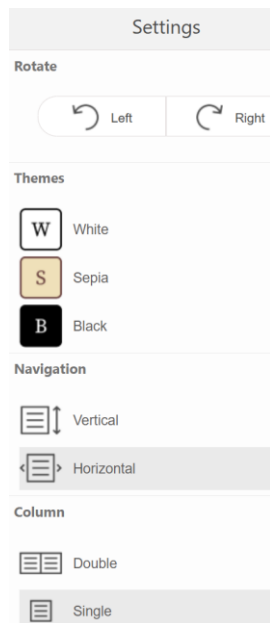 Settings
Rotate
Left Right
Themes
W White
S Sepia
B Black
Navigation
Vertical
Horizontal
Column
Double
Single